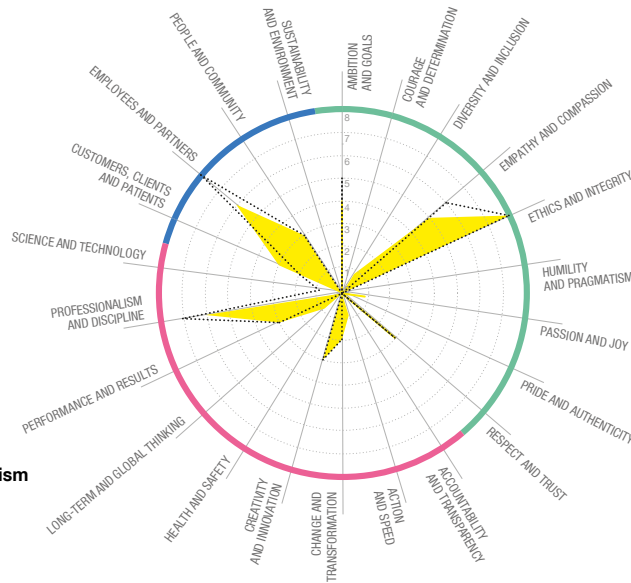 AMBITION
AND GOALS
COURAGE
AND DETERMINATION
DIVERSITY AND INCLUSION
EMPATHY AND COMPASSION
ETHICS AND INTEGRITY
HUMILITY
AND PRAGMATISM
PASSION AND JOY
PRIDE AND AUTHENTICITY
RESPECT AND TRUST
ACCOUNTABILITY
AND TRANSPARENCY
ACTION
AND SPEED
CHANGE AND
TRANSFORMATION
CREATIVITY
AND INNOVATION
HEALTH AND SAFETY
LONG-TERM AND GLOBAL THINKING
PERFORMANCE AND RESULTS
PROFESSIONALISM
AND DISCIPLINE
SCIENCE AND TECHNOLOGY
CUSTOMERS, CLIENTS
AND PATIENTS
EMPLOYEES AND PARTNERS
PEOPLE AND COMMUNITY
SUSTAINABILITY
AND ENVIRONMENT
8
7
6
5
4
3
2
1
ism